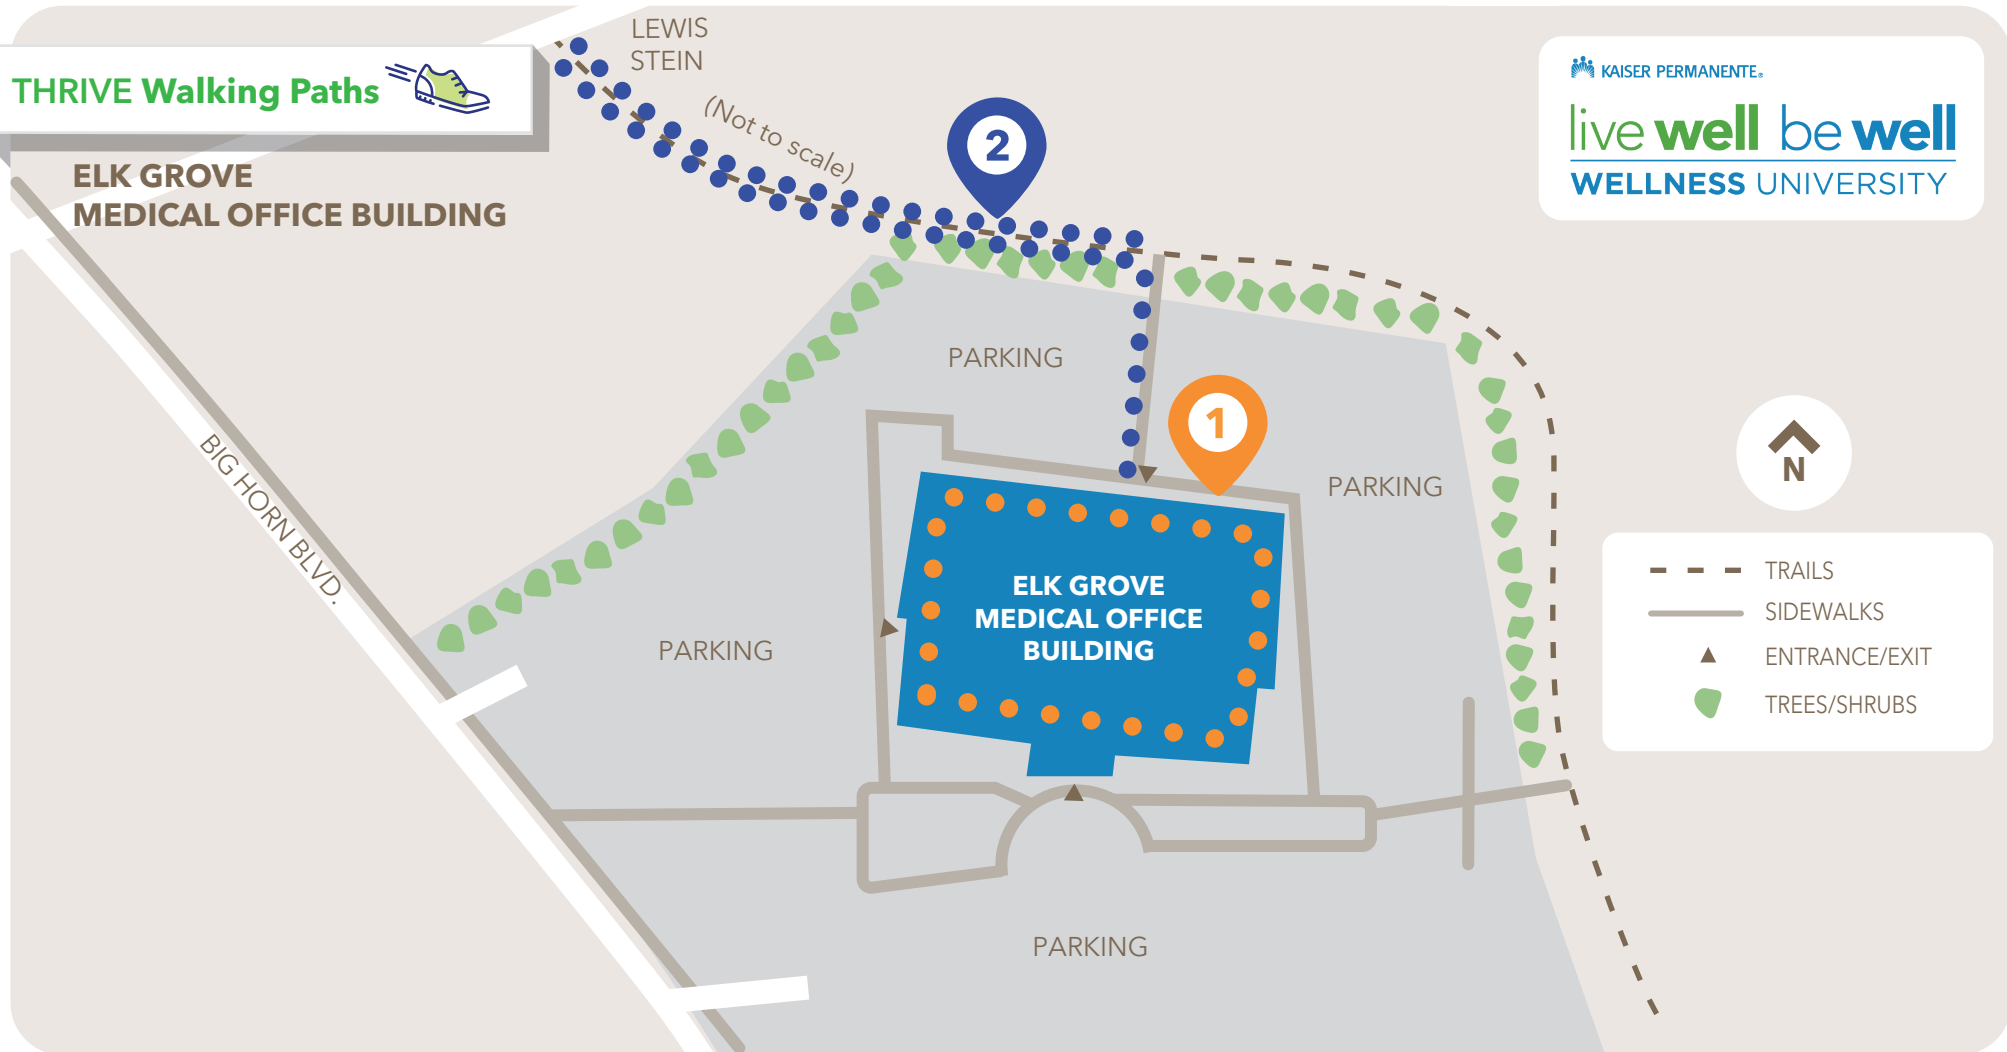 LEWIS
STEIN
THRIVE Walking Paths
(Not to scale)
2
KAISER PERMANENTE®
live well be well
WELLNESS UNIVERSITY
ELK GROVE
MEDICAL OFFICE BUILDING
PARKING
1
BIG HORN BLVD.
PARKING
N
ELK GROVE
MEDICAL OFFICE
BUILDING
PARKING
TRAILS
SIDEWALKS
ENTRANCE/EXIT
TREES/SHRUBS
PARKING